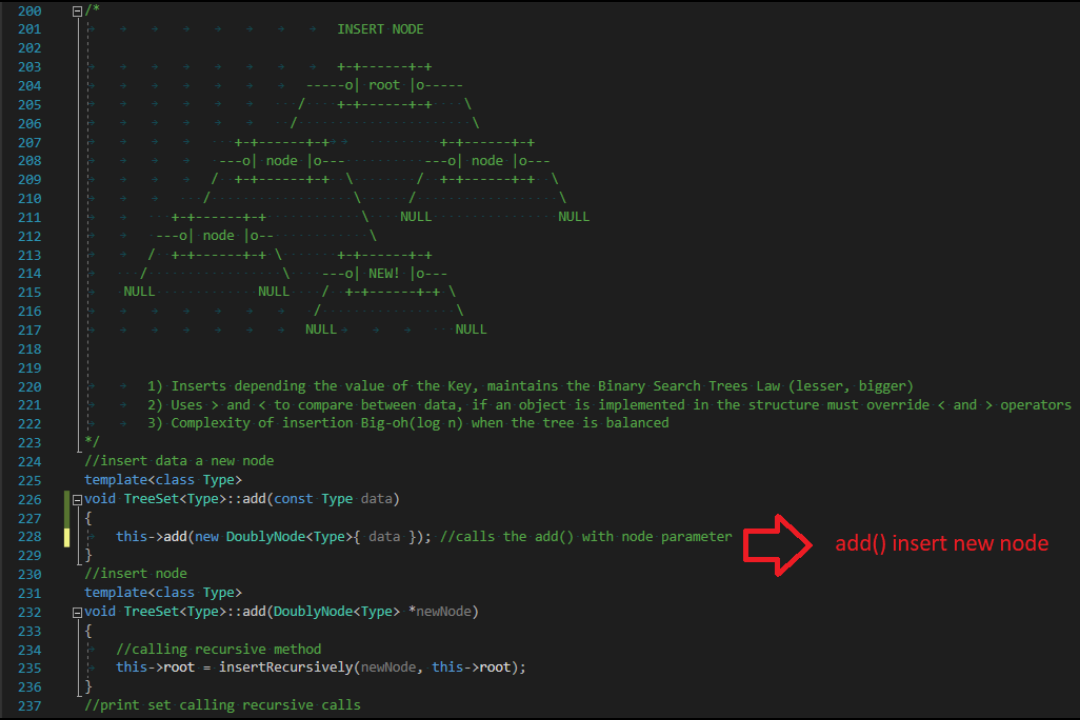 200 /*
201 INSERT NODE
202
203 +-+------+-+
204 -----o| root |o-----
205 / +-+------+-+ \
206 / \
207 +-+------+-+ +-+------+-+
208 ---o| node |o--- ---o| node |o---
209 / +-+------+-+ \ / +-+------+-+ \
210 / \ / \
211 +-+------+-+ \ NULL NULL
212 ---o| node |o-- \
213 / +-+------+-+ \ +-+------+-+
214 / \ ---o| NEW! |o---
215 NULL NULL / +-+------+-+ \
216 / \
217 NULL NULL
218
219
220 1) Inserts depending the value of the Key, maintains the Binary Search Trees Law (lesser, bigger)
221 2) Uses > and < to compare between data, if an object is implemented in the structure must override < and > operators
222 3) Complexity of insertion Big-oh(log n) when the tree is balanced
223 */
224 //insert data a new node
225 template<class Type>
226 void TreeSet<Type>::add(const Type data)
227 {
228 this->add(new DoublyNode<Type>{ data }); //calls the add() with node parameter add() insert new node
229 }
230 //insert node
231 template<class Type>
232 void TreeSet<Type>::add(DoublyNode<Type> *newNode)
233 {
234 //calling recursive method
235 this->root = insertRecursively(newNode, this->root);
236 }
237 //print set calling recursive calls